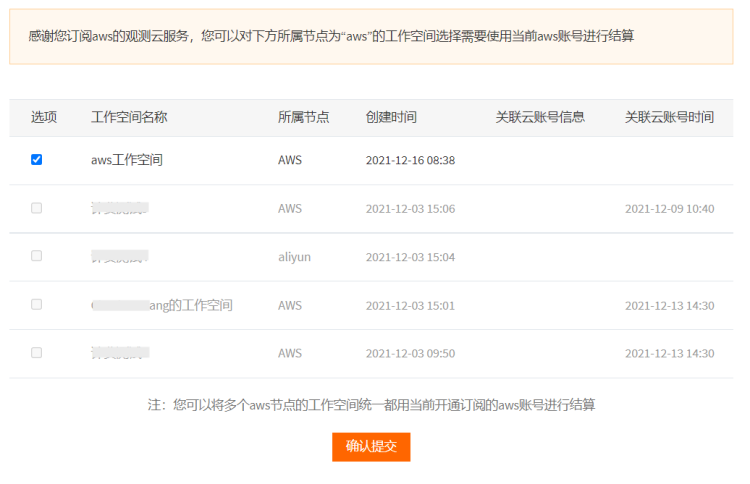 感谢您订阅aws的观测云服务，您可以对下方所属节点为“aws”的工作空间选择需要使用当前aws账号进行结算
选项 工作空间名称 所属节点 创建时间 关联云账号信息 关联云账号时间
aws工作空间 AWS 2021-12-16 08:38
AWS 2021-12-03 15:06 2021-12-09 10:40
aliyun 2021-12-03 15:04
ang的工作空间 AWS 2021-12-03 15:01 2021-12-13 14:30
AWS 2021-12-03 09:50 2021-12-13 14:30
注：您可以将多个aws节点的工作空间统一都用当前开通订阅的aws账号进行结算
确认提交